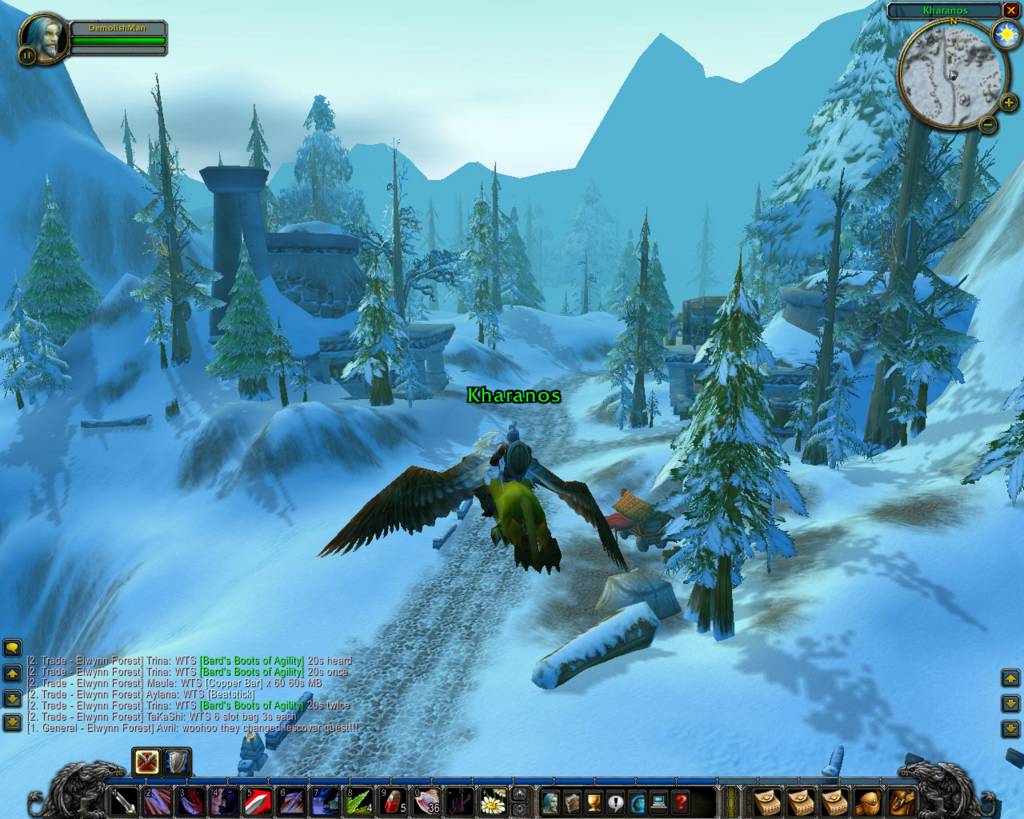 DemolishMan
Kharanos
N
Kharanos
[2. Trade - Elwynn Forest] Trina: WTS [Bard's Boots of Agility] 20s heard
[2. Trade - Elwynn Forest] Trina: WTS [Bard's Boots of Agility] 20s once
[2. Trade - Elwynn Forest] Maule: WTS [Copper Bar] x 60 60s MB
[2. Trade - Elwynn Forest] Aylana: WTS [Beatstick]
[2. Trade - Elwynn Forest] Trina: WTS [Bard's Boots of Agility] 20s twice
[2. Trade - Elwynn Forest] TaKaShi: WTS 6 slot bag 3s each
[1. General - Elwynn Forest] Avril: woohoo they changed lescovar quest!!!
4 5 36